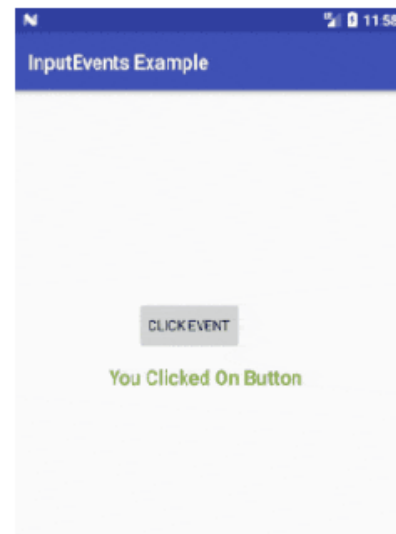 N 11:58
InputEvents Example
CLICK EVENT
You Clicked On Button